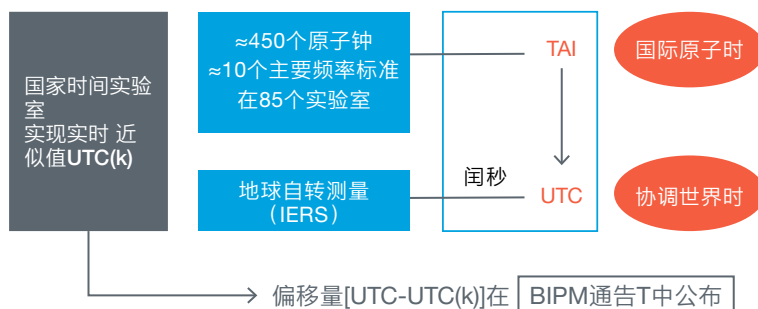 国家时间实验
室
实现实时 近
似值UTC(k)
≈450个原子钟
≈10个主要频率标准
在85个实验室
TAI
国际原子时
地球自转测量
（IERS）
闰秒
UTC
协调世界时
偏移量[UTC-UTC(k)]在 BIPM通告T中公布